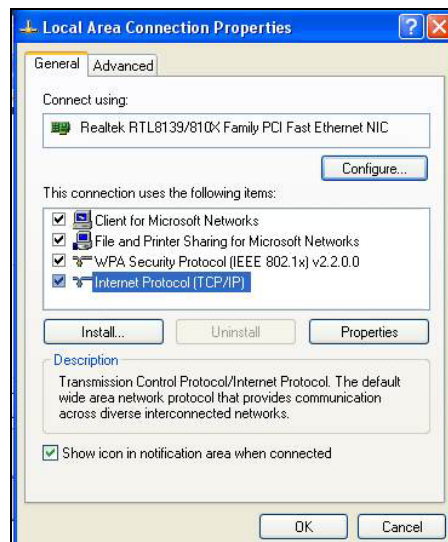 Local Area Connection Properties
General Advanced
Connect using:
Realtek RTL8139/810X Family PCI Fast Ethernet NIC
Configure...
This connection uses the following items:
Client for Microsoft Networks
File and Printer Sharing for Microsoft Networks
WPA Security Protocol (IEEE 802.1x) v2.2.0.0
Internet Protocol (TCP/IP)
Install... Uninstall Properties
Description
Transmission Control Protocol/Internet Protocol. The default
wide area network protocol that provides communication
across diverse interconnected networks.
Show icon in notification area when connected
OK Cancel